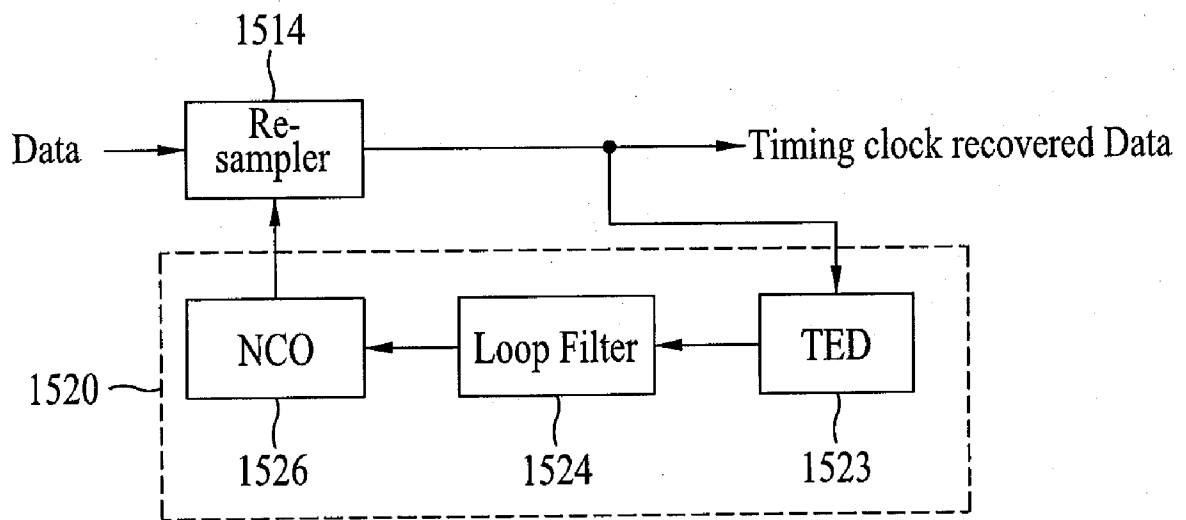 1514
Re-
sampler
Data
Timing clock recovered Data
NCO
Loop Filter
TED
1520
1526
1524
1523